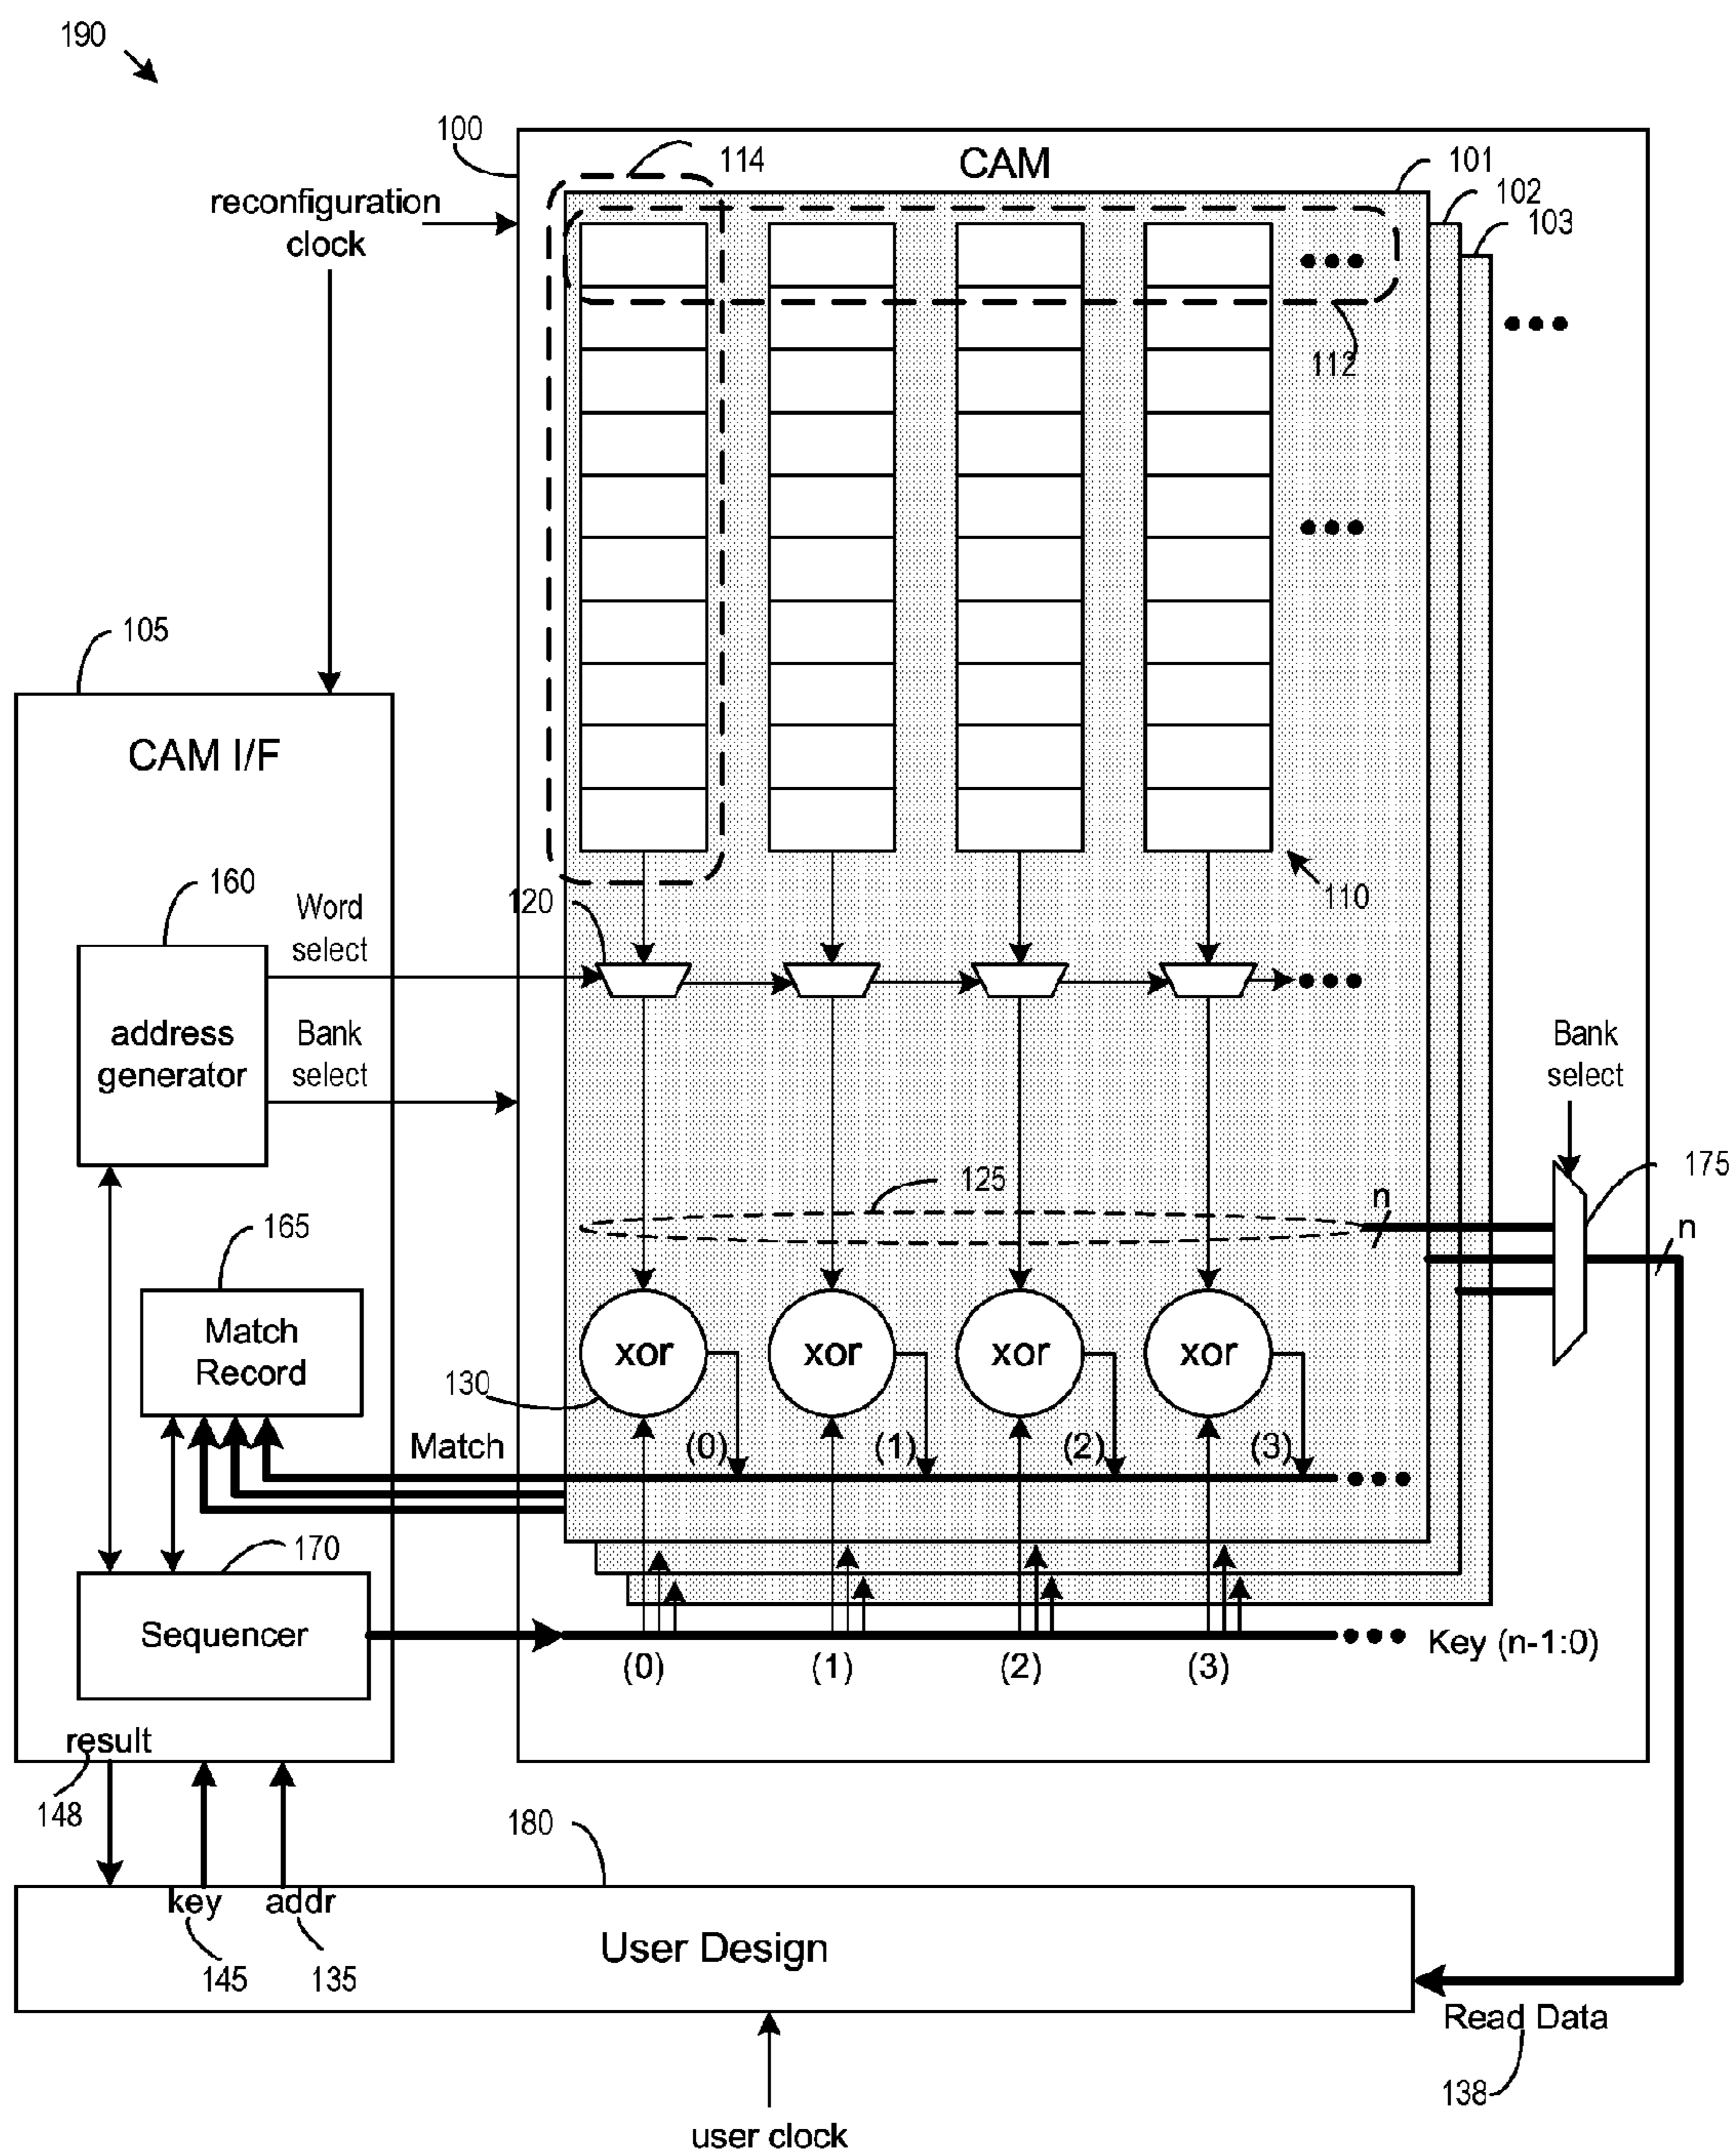 190
100
CAM
114
101
102
103
reconfiguration
clock
112
105
CAM I/F
110
120
160
Word
select
address
generator
Bank
select
Bank
select
125
175
n
n
165
Match
Record
xor
xor
xor
xor
130
Match
(0)
(1)
(2)
(3)
170
Sequencer
Key (n-1:0)
(0)
(1)
(2)
(3)
result
148
180
key
addr
145
135
User Design
Read Data
138
user clock